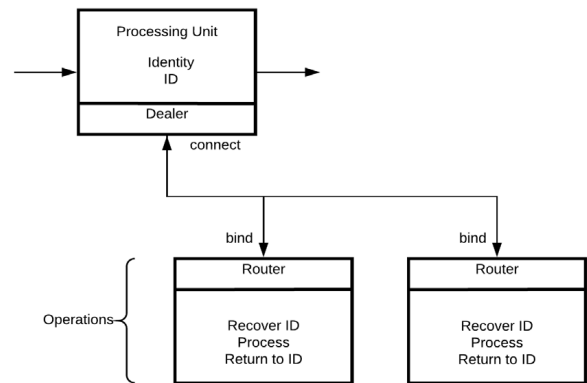 Processing Unit
Identity
ID
Dealer
connect
bind
bind
Router
Router
Operations
Recover ID
Process
Return to ID
Recover ID
Process
Return to ID